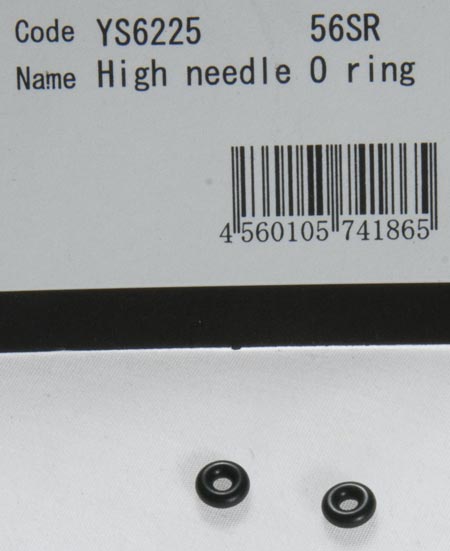 Code YS6225 56SR
Name High needle O ring
4 560105 741865